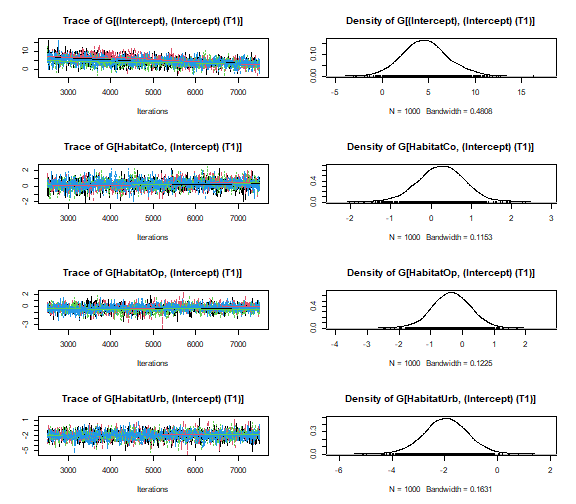 Trace of G[(Intercept), (Intercept) (T1)]
Density of G[(Intercept), (Intercept) (T1)]
0 10
3000 4000 5000 6000 7000
Iterations
0.00 0.10
-5 0 5 10 15
N = 1000 Bandwidth = 0.4808
Trace of G[HabitatCo, (Intercept) (T1)]
Density of G[HabitatCo, (Intercept) (T1)]
-2 0 2
3000 4000 5000 6000 7000
Iterations
0.0 0.4
-2 -1 0 1 2 3
N = 1000 Bandwidth = 0.1153
Trace of G[HabitatOp, (Intercept) (T1)]
Density of G[HabitatOp, (Intercept) (T1)]
-3 0 2
3000 4000 5000 6000 7000
Iterations
0.0 0.4
-4 -3 -2 -1 0 1 2
N = 1000 Bandwidth = 0.1225
Trace of G[HabitatUrb, (Intercept) (T1)]
Density of G[HabitatUrb, (Intercept) (T1)]
-5 -2 1
3000 4000 5000 6000 7000
Iterations
0.0 0.3
-6 -4 -2 0 2
N = 1000 Bandwidth = 0.1631